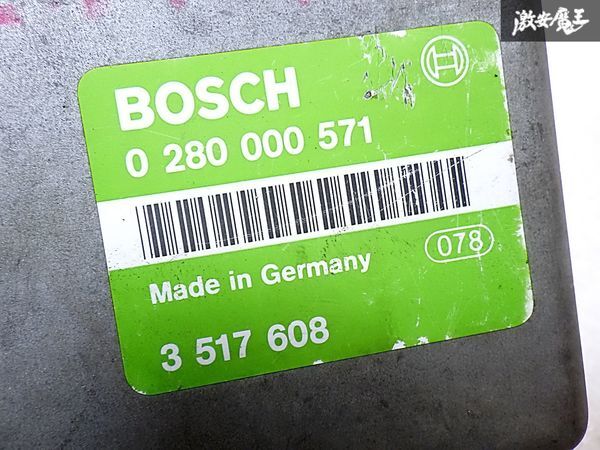 激安魔王
BOSCH
0 280 000 571
Made in Germany
078
3 517 608